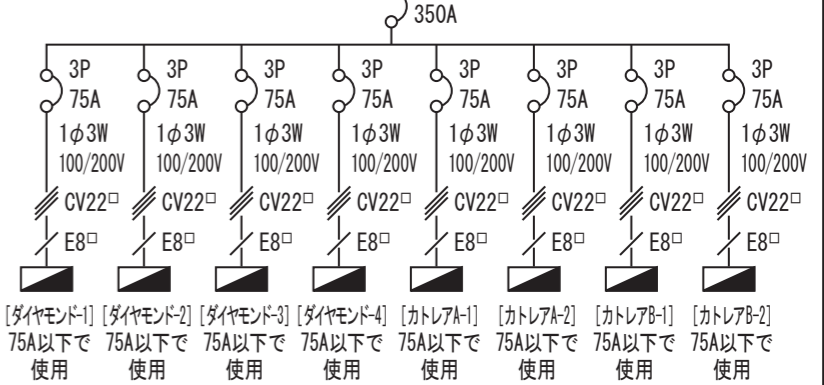 350A
3P 3P 3P 3P 3P 3P 3P 3P
75A 75A 75A 75A 75A 75A 75A 75A
1φ3W 1φ3W 1φ3W 1φ3W 1φ3W 1φ3W 1φ3W 1φ3W
100/200V 100/200V 100/200V 100/200V 100/200V 100/200V 100/200V 100/200V
CV22□ CV22□ CV22□ CV22□ CV22□ CV22□ CV22□ CV22□
E8□ E8□ E8□ E8□ E8□ E8□ E8□ E8□
[ダイヤモンド-1] [ダイヤモンド-2] [ダイヤモンド-3] [ダイヤモンド-4] [カトレアA-1] [カトレアA-2] [カトレアB-1] [カトレアB-2]
75A以下で 75A以下で 75A以下で 75A以下で 75A以下で 75A以下で 75A以下で 75A以下で
使用 使用 使用 使用 使用 使用 使用 使用